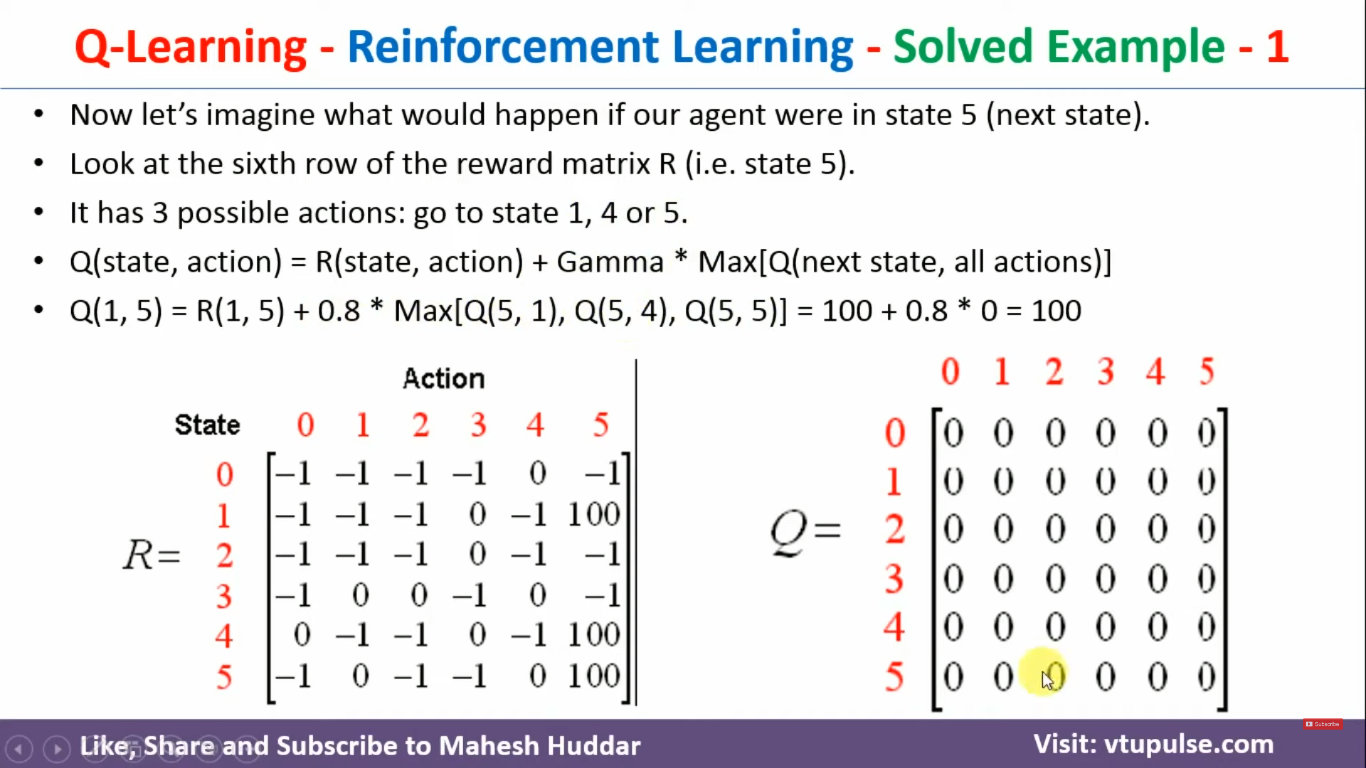 Q-Learning - Reinforcement Learning - Solved Example - 1
• Now let's imagine what would happen if our agent were in state 5 (next state).
• Look at the sixth row of the reward matrix R (i.e. state 5).
• It has 3 possible actions: go to state 1, 4 or 5.
• Q(state, action) = R(state, action) + Gamma * Max[Q(next state, all actions)]
• Q(1, 5) = R(1, 5) + 0.8 * Max[Q(5, 1), Q(5, 4), Q(5, 5)] = 100 + 0.8 * 0 = 100
Action
State 0 1 2 3 4 5
R=
0 −1 −1 −1 −1 0 −1
1 −1 −1 −1 0 −1 100
2 −1 −1 −1 0 −1 −1
3 −1 0 0 −1 0 −1
4 0 −1 −1 0 −1 100
5 −1 0 −1 −1 0 100
0 1 2 3 4 5
Q=
0 0 0 0 0 0 0
1 0 0 0 0 0 0
2 0 0 0 0 0 0
3 0 0 0 0 0 0
4 0 0 0 0 0 0
5 0 0 0 0 0 0
Subscribe
Like, Share and Subscribe to Mahesh Huddar
Visit: vtupulse.com